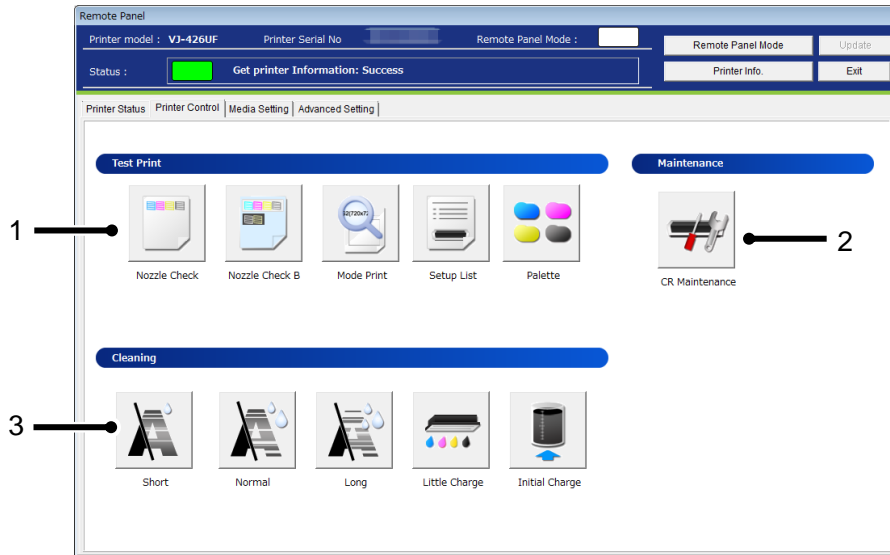 Remote Panel
Printer model : VJ-426UF Printer Serial No Remote Panel Mode :
Remote Panel Mode Update
Status : Get printer Information: Success
Printer Info. Exit
Printer Status Printer Control Media Setting Advanced Setting
Test Print Maintenance
1
2
Nozzle Check Nozzle Check B Mode Print Setup List Palette
CR Maintenance
Cleaning
3
Short Normal Long Little Charge Initial Charge